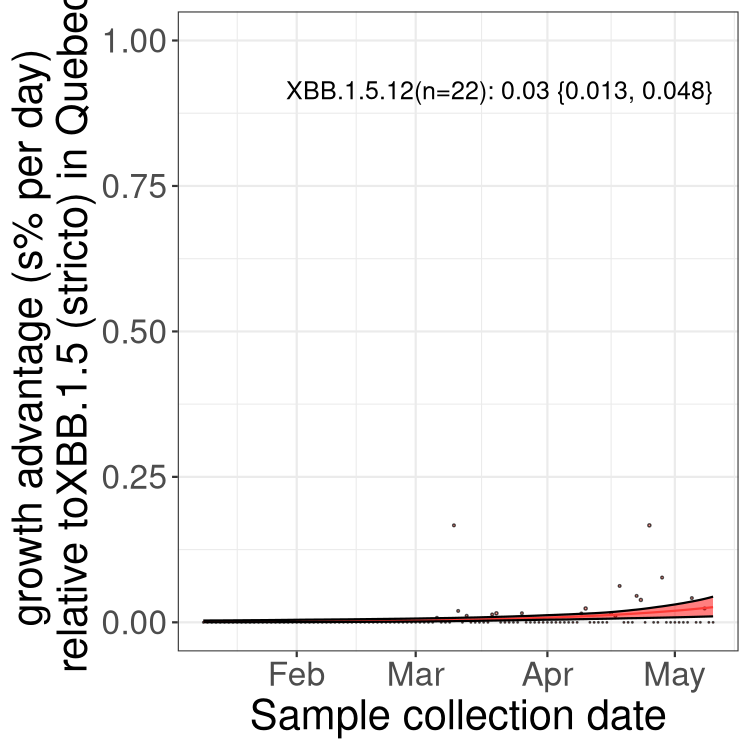 growth advantage (s% per day)
relative toXBB.1.5 (stricto) in Quebec
1.00
XBB.1.5.12(n=22): 0.03 {0.013, 0.048}
0.75
0.50
0.25
0.00
Feb Mar Apr May
Sample collection date